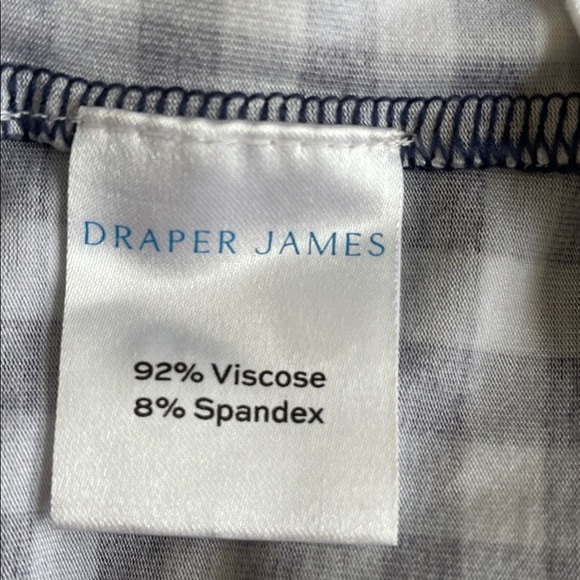 DRAPER JAMES
92% Viscose
8% Spandex